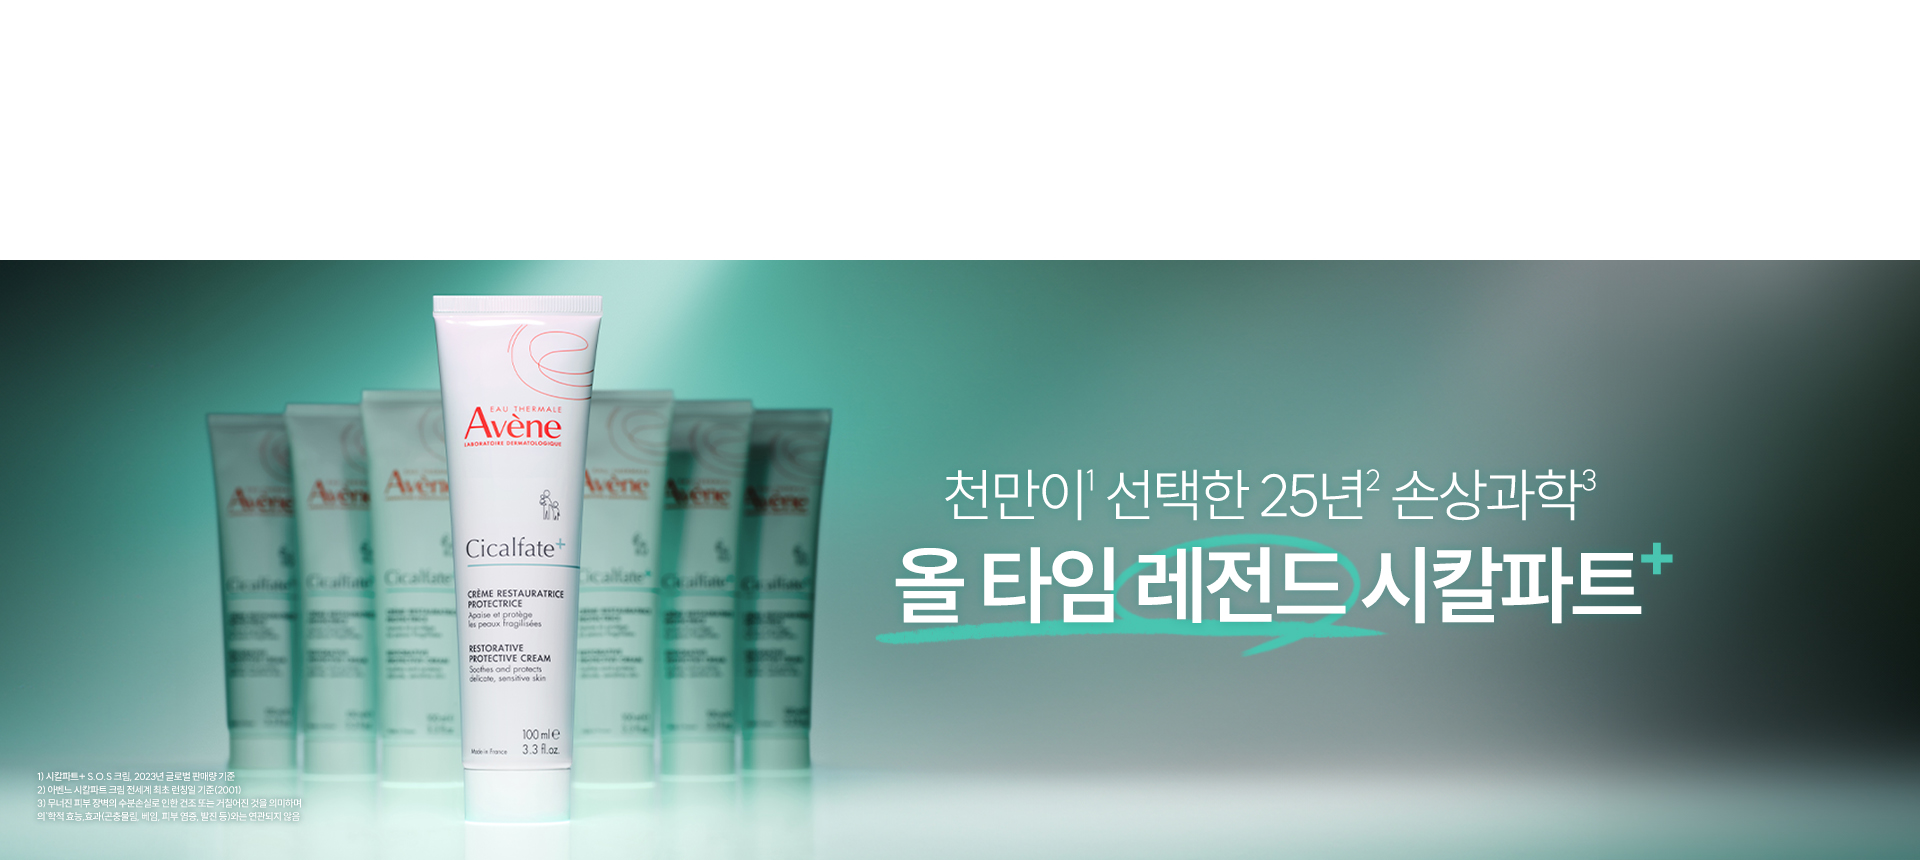 천만이¹ 선택한 25년² 손상과학³
올 타임 레전드 시칼파트+
EAU THERMALE
Avène
LABORATOIRE DERMATOLOGIQUE
Cicalfate+
CRÈME RESTAURATRICE
PROTECTRICE
Apaise et protège
les peaux fragilisées
RESTORATIVE
PROTECTIVE CREAM
Soothes and protects
delicate, sensitive skin
100 ml ℮
Made in France 3.3 fl.oz.
1) 시칼파트+ S.O.S 크림, 2023년 글로벌 판매량 기준
2) 아벤느 시칼파트 크림 전세계 최초 런칭일 기준(2001)
3) 무너진 피부 장벽의 수분손실로 인한 건조 또는 거칠어진 것을 의미하며
의학적 효능,효과(곤충물림, 베임, 피부 염증, 발진 등)와는 연관되지 않음